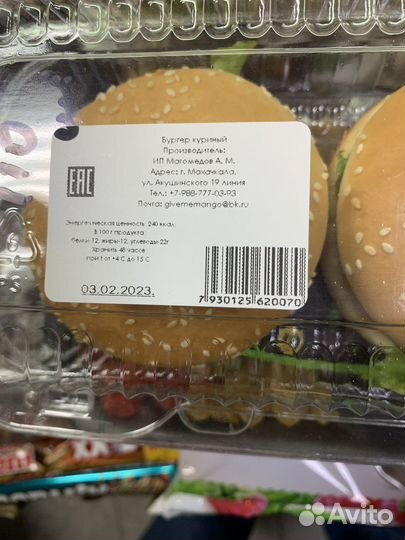 Бургер куриный
Производитель:
ИП Магомедов А. М.
Адрес: г. Махачкала,
ул. Акушинского 19 линия
Тел.: +7-988-777-03-93
Почта: givememango@bk.ru
EAC
Энергетическая ценность: 240 ккал.
В 100 г продукта:
белки-12, жиры-12, углеводы-22г
Хранить 48 часов
при t от +4 С до 15 С
03.02.2023.
7 930125 620070
Avito